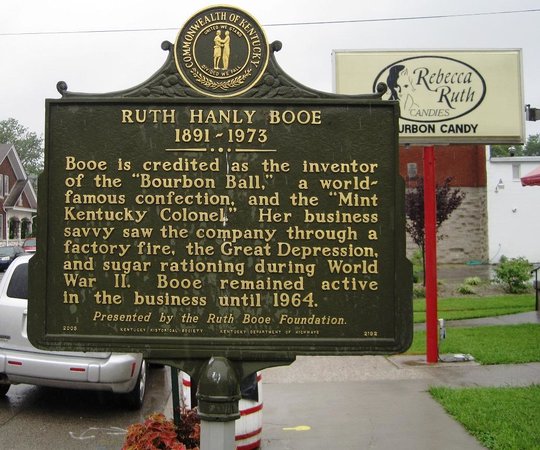 COMMONWEALTH OF KENTUCKY
UNITED WE STAND
DIVIDED WE FALL
RUTH HANLY BOOE
1891 - 1973
Booe is credited as the inventor
of the "Bourbon Ball," a world-
famous confection, and the "Mint
Kentucky Colonel." Her business
savvy saw the company through a
factory fire, the Great Depression,
and sugar rationing during World
War II. Booe remained active
in the business until 1964.
Presented by the Ruth Booe Foundation.
2005 KENTUCKY HISTORICAL SOCIETY KENTUCKY DEPARTMENT OF HIGHWAYS 2192
Rebecca
Ruth
CANDIES
URBON CANDY